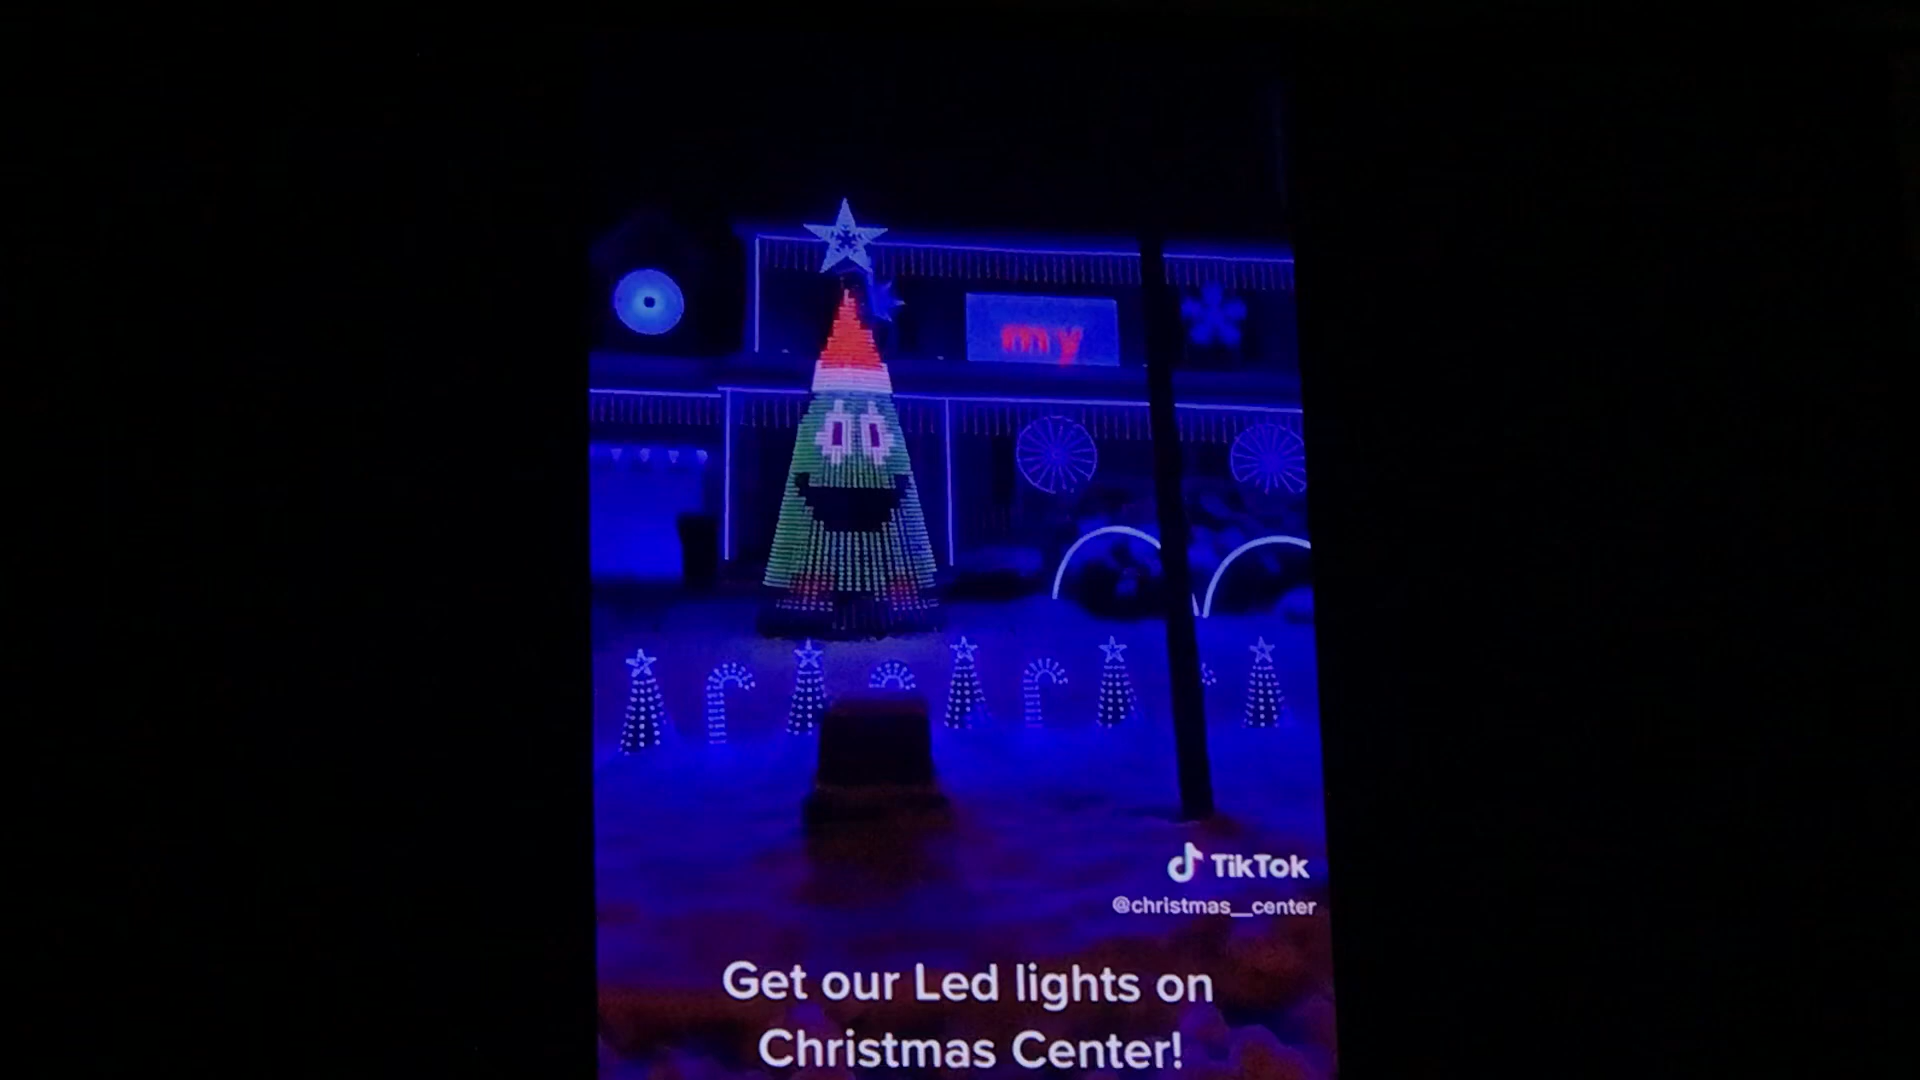 my
TikTok
@christmas__center
Get our Led lights on
Christmas Center!